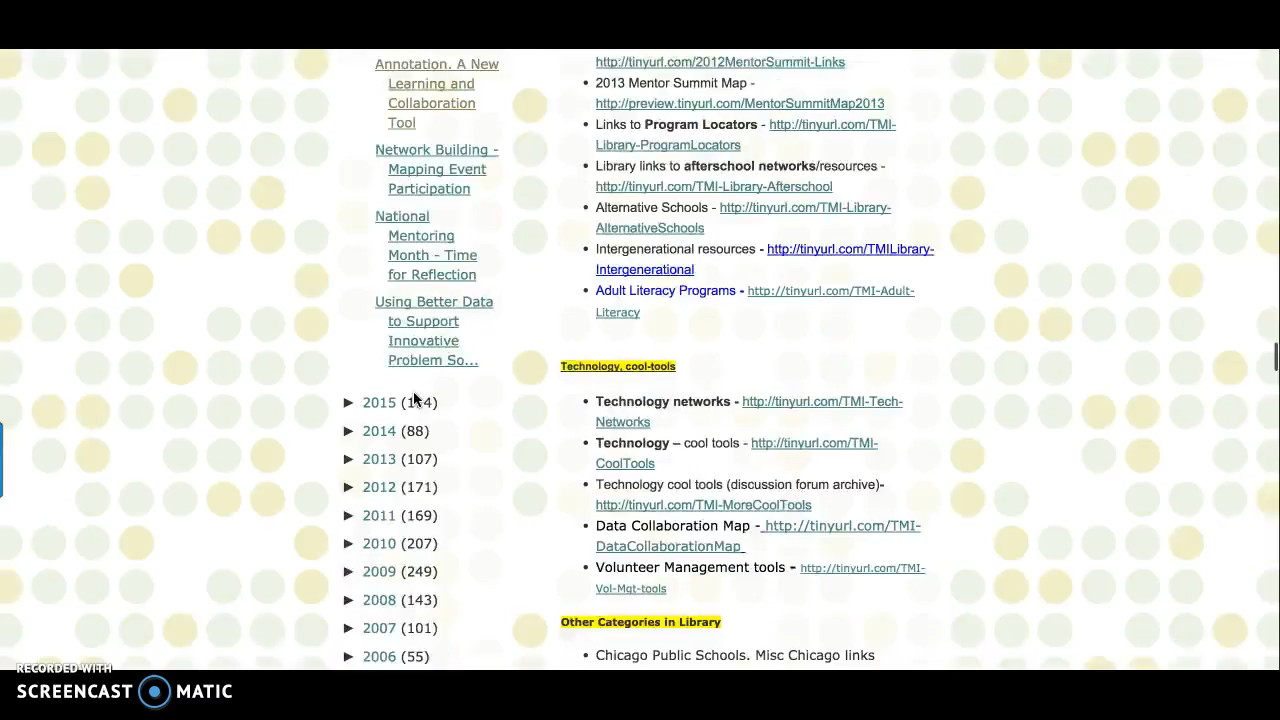 Annotation. A New
Learning and
Collaboration
Tool
Network Building -
Mapping Event
Participation
National
Mentoring
Month - Time
for Reflection
Using Better Data
to Support
Innovative
Problem So...
► 2015
► 2014 (88)
► 2013 (107)
► 2012 (171)
► 2011 (169)
► 2010 (207)
► 2009 (249)
► 2008 (143)
► 2007 (101)
► 2006 (55)
http://tinyurl.com/2012MentorSummit-Links
• 2013 Mentor Summit Map -
http://preview.tinyurl.com/MentorSummitMap2013
• Links to Program Locators - http://tinyurl.com/TMI-
Library-ProgramLocators
• Library links to afterschool networks/resources -
http://tinyurl.com/TMI-Library-Afterschool
• Alternative Schools - http://tinyurl.com/TMI-Library-
AlternativeSchools
• Intergenerational resources - http://tinyurl.com/TMILibrary-
Intergenerational
• Adult Literacy Programs - http://tinyurl.com/TMI-Adult-
Literacy
Technology, cool-tools
• Technology networks - http://tinyurl.com/TMI-Tech-
Networks
• Technology – cool tools - http://tinyurl.com/TMI-
CoolTools
• Technology cool tools (discussion forum archive)-
http://tinyurl.com/TMI-MoreCoolTools
• Data Collaboration Map - http://tinyurl.com/TMI-
DataCollaborationMap
• Volunteer Management tools - http://tinyurl.com/TMI-
Vol-Mgt-tools
Other Categories in Library
• Chicago Public Schools. Misc Chicago links
RECORDED WITH
SCREENCAST MATIC